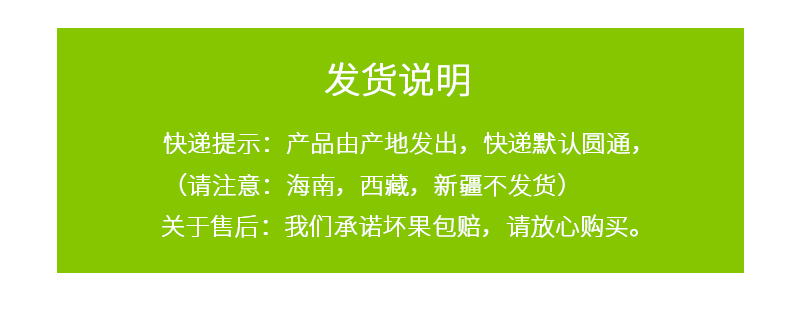 发货说明
快递提示：产品由产地发出，快递默认圆通，
（请注意：海南，西藏，新疆不发货）
关于售后：我们承诺坏果包赔，请放心购买。